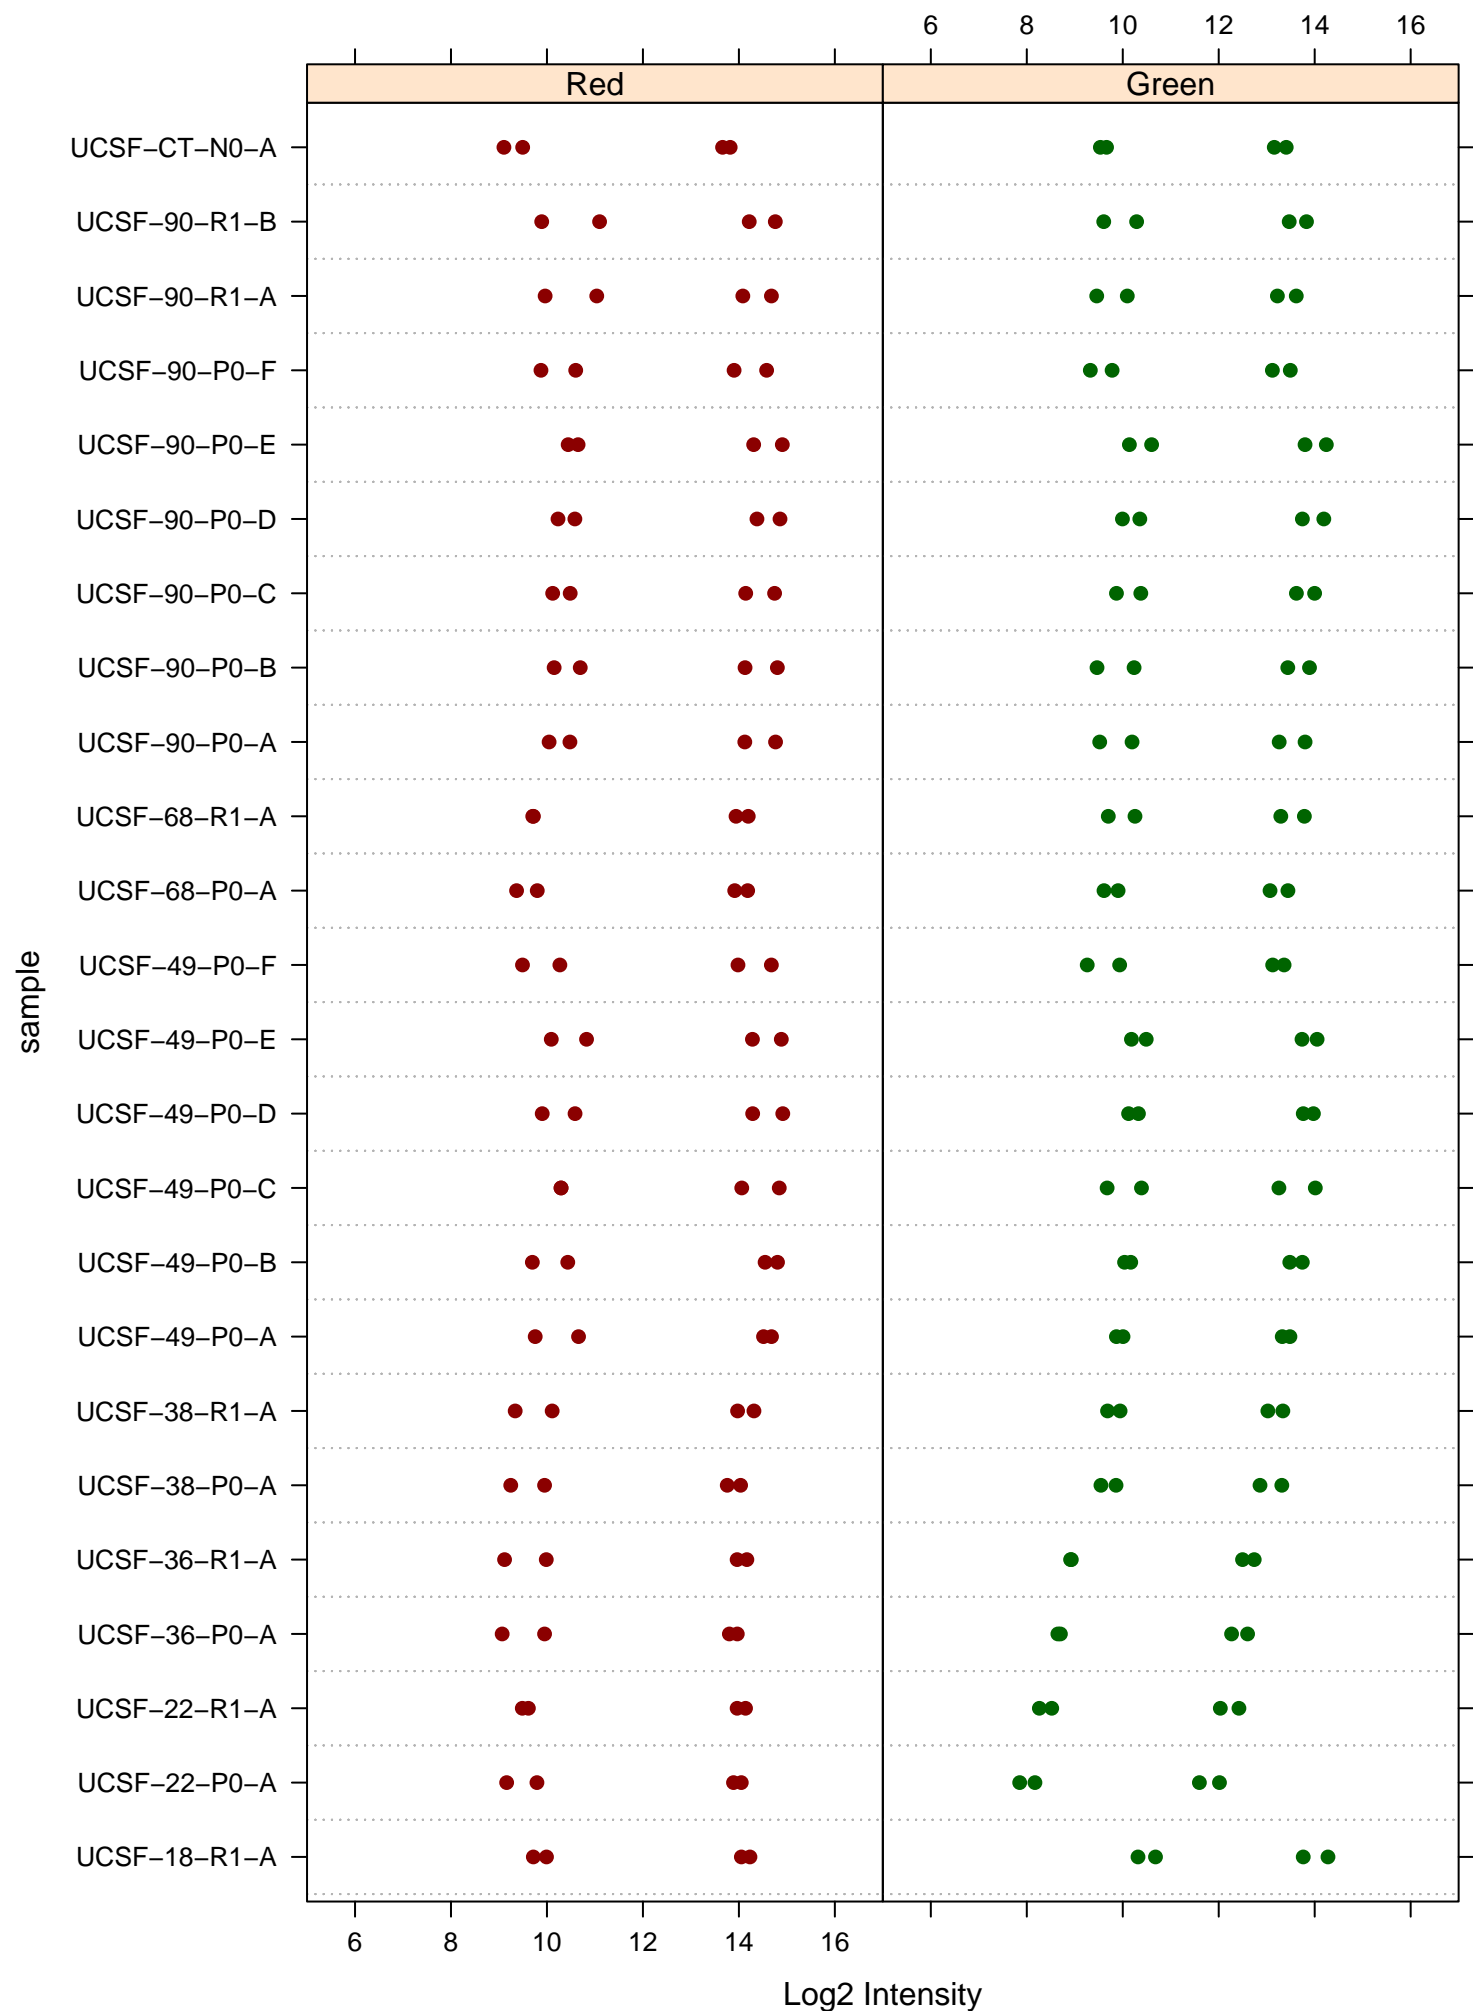 6 8 10 12 14 16
Red Green
UCSF−CT−N0−A
UCSF−90−R1−B
UCSF−90−R1−A
UCSF−90−P0−F
UCSF−90−P0−E
UCSF−90−P0−D
UCSF−90−P0−C
UCSF−90−P0−B
UCSF−90−P0−A
UCSF−68−R1−A
UCSF−68−P0−A
UCSF−49−P0−F
UCSF−49−P0−E
UCSF−49−P0−D
UCSF−49−P0−C
UCSF−49−P0−B
UCSF−49−P0−A
UCSF−38−R1−A
UCSF−38−P0−A
UCSF−36−R1−A
UCSF−36−P0−A
UCSF−22−R1−A
UCSF−22−P0−A
UCSF−18−R1−A
sample
6 8 10 12 14 16
Log2 Intensity